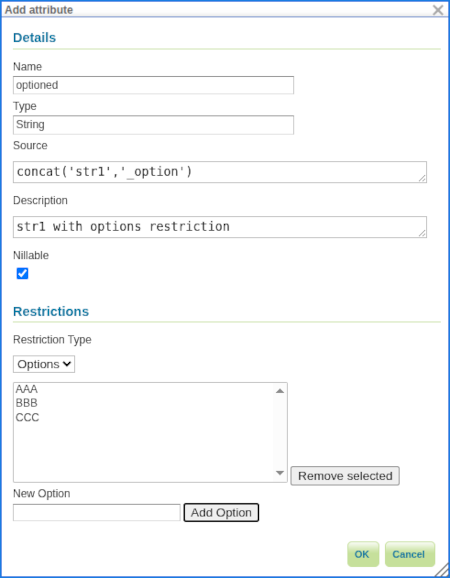 Add attribute
Details
Name
optioned
Type
String
Source
concat('str1','_option')
Description
str1 with options restriction
Nillable
Restrictions
Restriction Type
Options
AAA
BBB
CCC
Remove selected
New Option
Add Option
OK Cancel